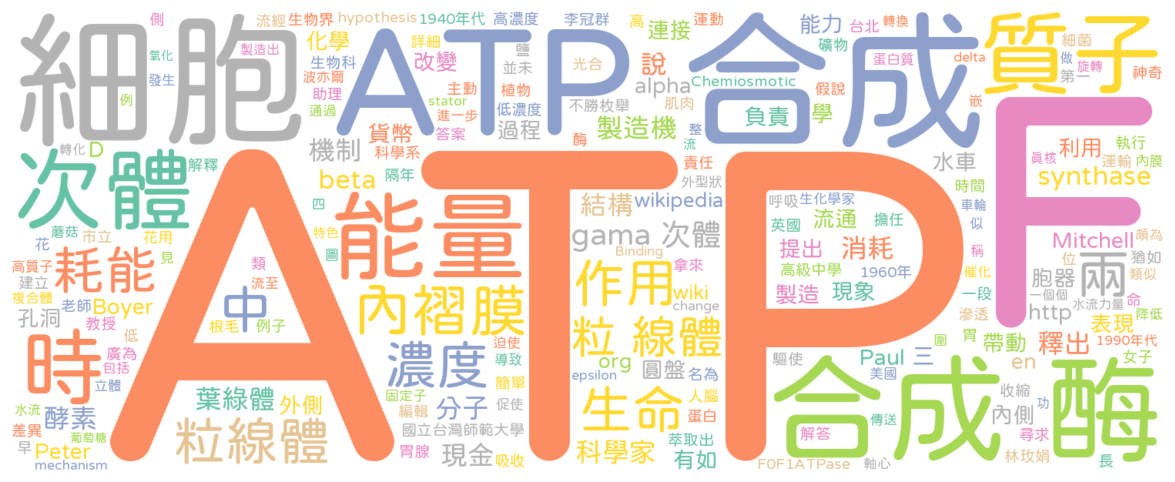 細胞
ATP
合成
質子
ATP
F
次體
能量
合成
酶
時
耗能
中
內褶膜
作用
粒 線體
生命
粒線體
濃度
兩
側
流經
生物界
hypothesis
1940年代
高濃度
李冠群
高
運動
台北
轉換
氧化
製造出
化學
生物科
詳細
改變
鹽
並未
光合
說
連接
能力
礦物
蛋白質
delta
細菌
做
第一
旋轉
神奇
發生
波亦爾
主動
植物
alpha
Chemiosmotic
假說
嵌
例
助理
stator
低濃度
不勝枚舉
肌肉
通過
進一步
貨幣
答案
過程
製造機
負責
學
酶
整
流
轉化
D
解釋
機制
科學系
beta
隔年
責任
外型狀
水車
眞核
利用
執行
運輸
內膜
synthase
時間
車輪
似
四
特色
圖
結構
wikipedia
呼吸
生化學家
英國
流通
擔任
gama 次體
提出
消耗
稱
Mitchell
位
頗為
猶如
類似
蘑菇
市立
花用
花
見
高質子
建立
複合體
老師
Boyer
孔洞
教授
類
流至
根毛
例子
Binding
拿來
wiki
change
高級中學
1960年
製造
現象
催化
胞器
一段
一個個
水流力量
命
滲透
http
降低
低
廣為
包括
立體
迫使
導致
org
epsilon
圓盤
名為
人腦
蛋白
驅使
Paul
三
美國
胃
圍
帶動
en
釋出
表現
1990年代
女子
葉綠體
外側
固定子
編輯
簡單
分子
促使
國立台灣師範大學
水流
酵素
差異
葡萄糖
早
Peter
mechanism
胃腺
現金
吸收
科學家
萃取出
有如
解答
傳送
F0F1ATPase
軸心
收縮
內側
功
尋求
林玫娟
長